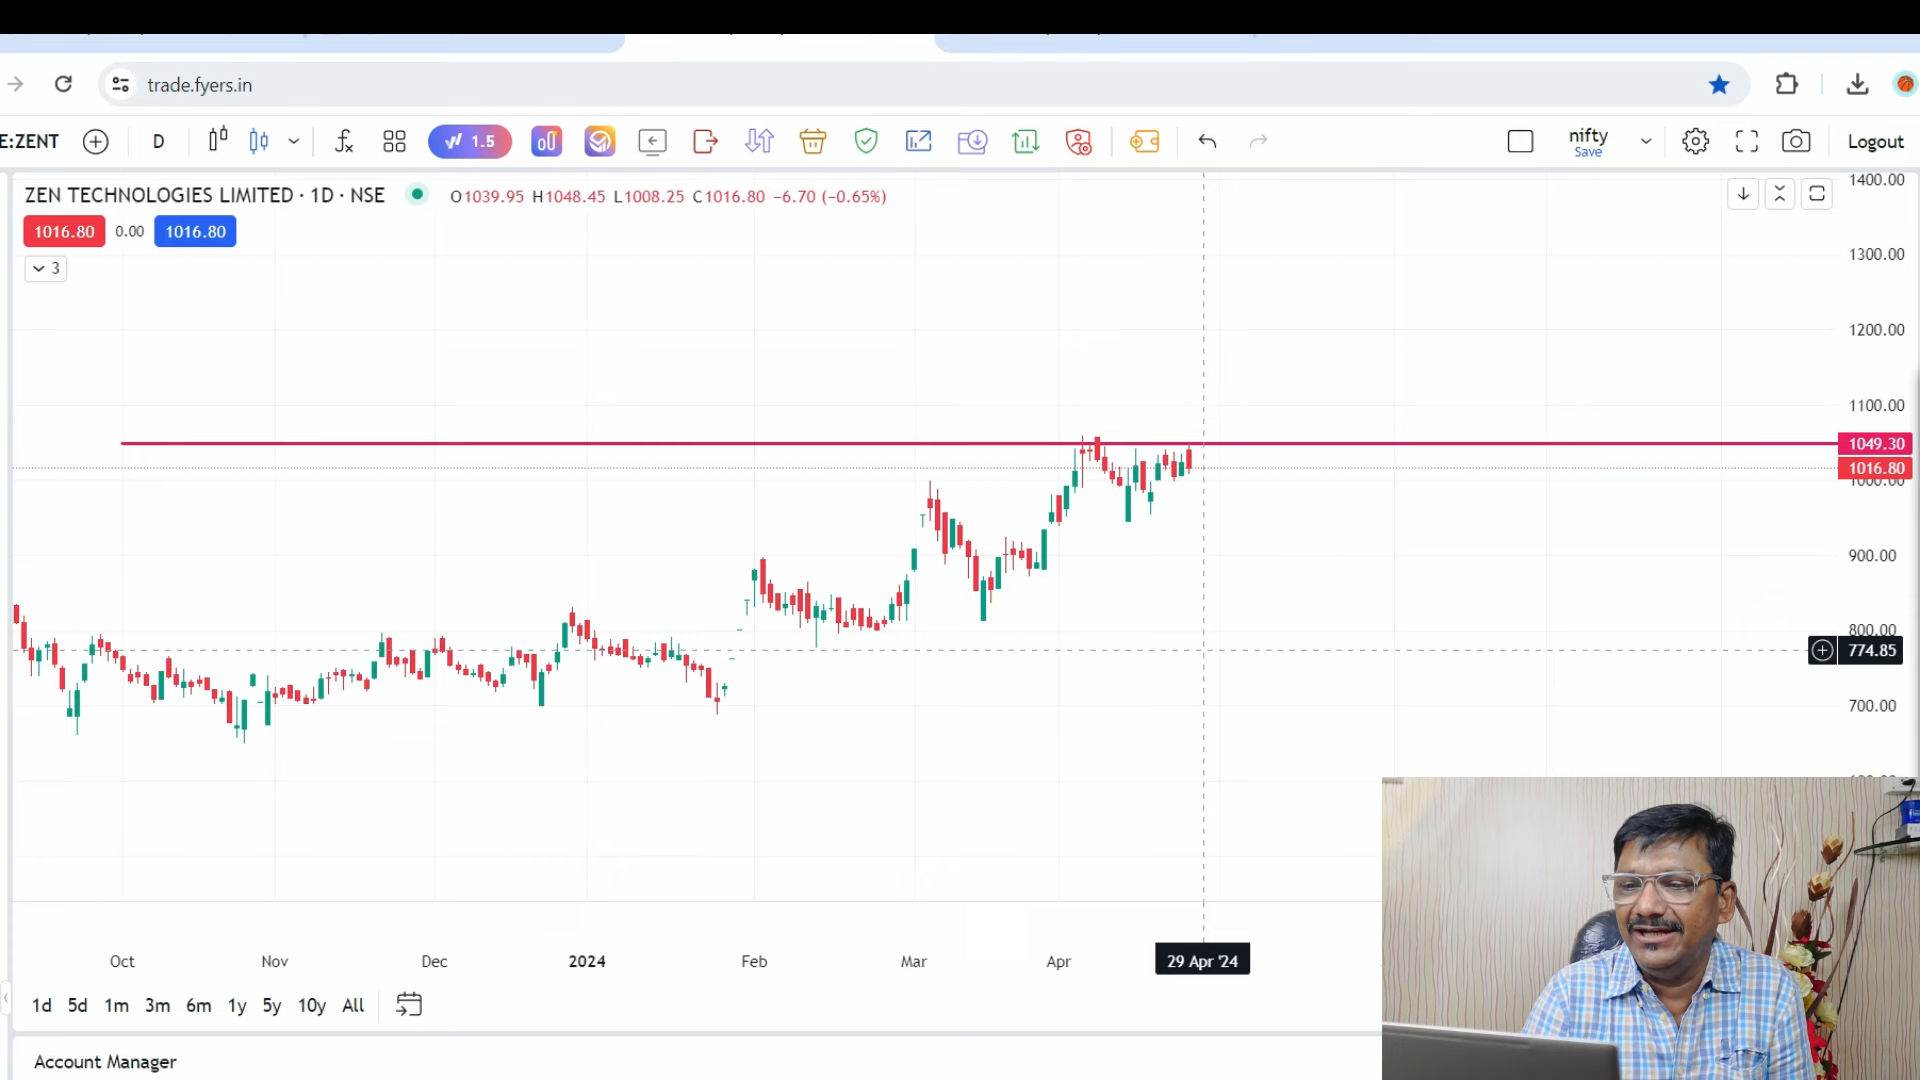 trade.fyers.in
E:ZENT D 1.5 nifty Save Logout
ZEN TECHNOLOGIES LIMITED · 1D · NSE O1039.95 H1048.45 L1008.25 C1016.80 −6.70 (−0.65%)
1016.80 0.00 1016.80
3
1400.00
1300.00
1200.00
1100.00
1049.30
1016.80
1000.00
900.00
800.00
774.85
700.00
Oct Nov Dec 2024 Feb Mar Apr 29 Apr '24
1d 5d 1m 3m 6m 1y 5y 10y All
Account Manager